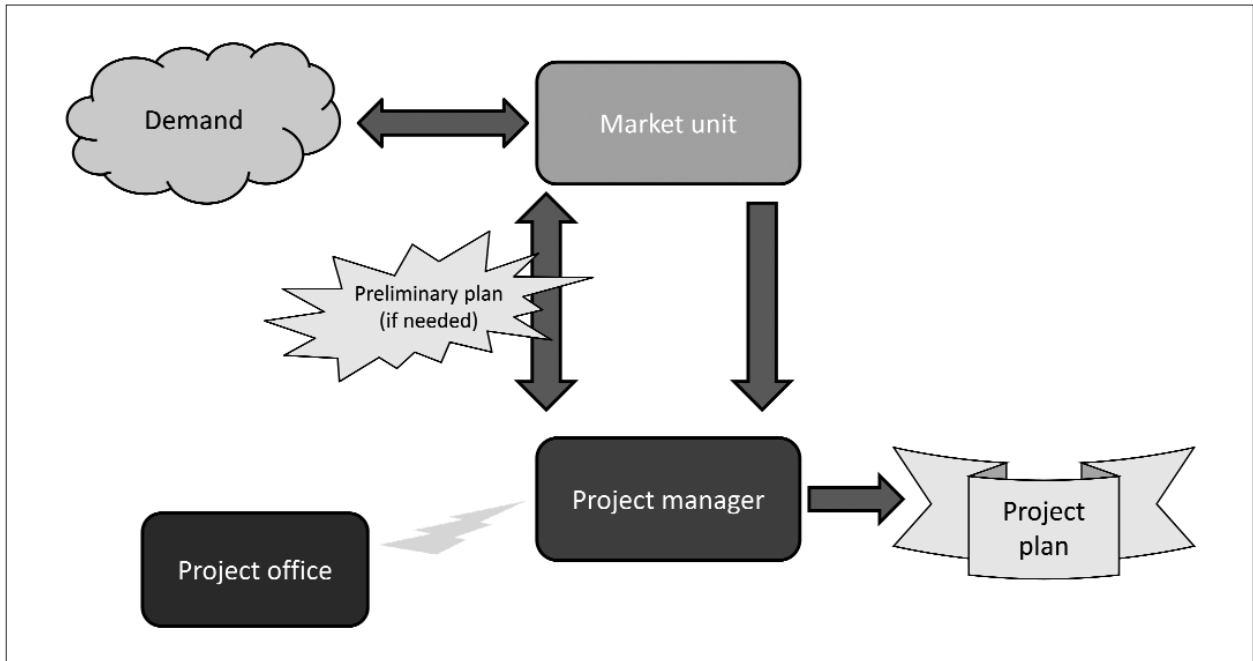 Demand
Market unit
Preliminary plan
(if needed)
Project manager
Project
plan
Project office